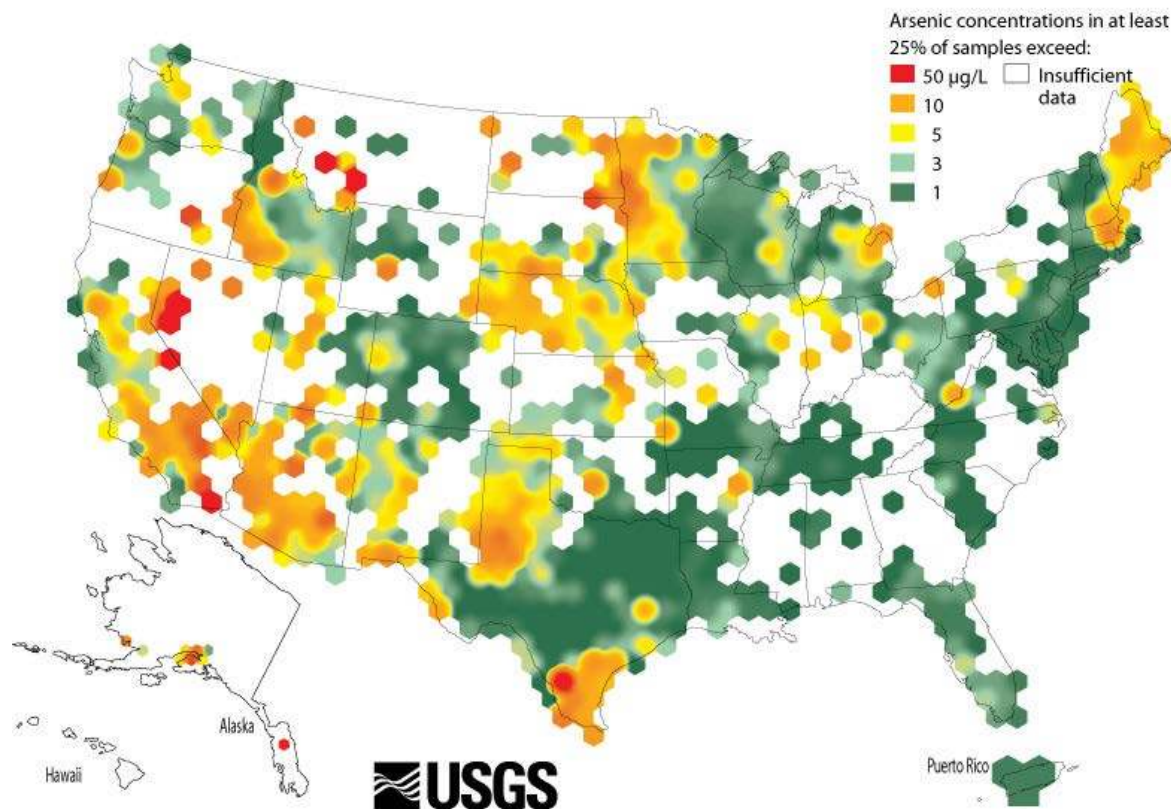 Arsenic concentrations in at least
25% of samples exceed:
50 µg/L
Insufficient
data
10
5
3
1
Alaska
Hawaii
USGS
Puerto Rico